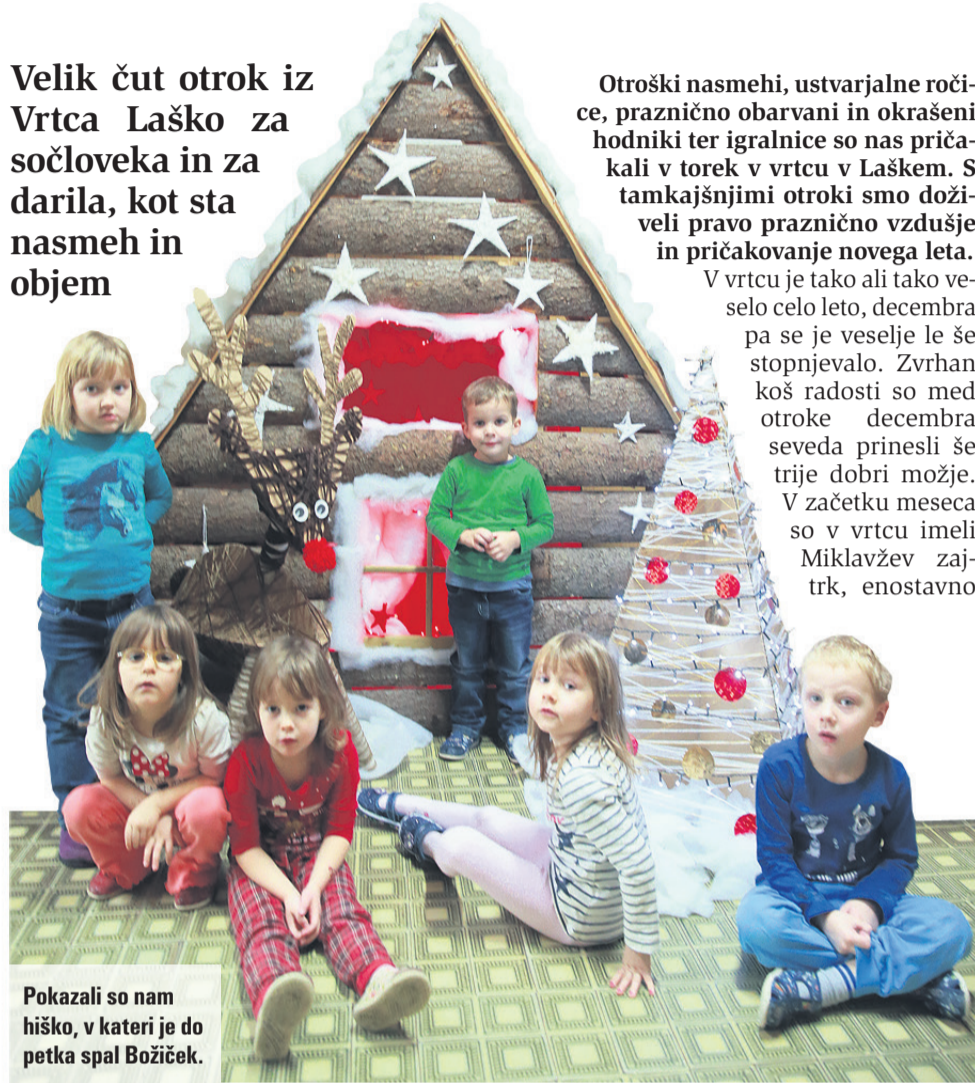 Velik čut otrok iz
Vrtca Laško za
sočloveka in za
darila, kot sta
nasmeh in
objem
Otroški nasmehi, ustvarjalne roči-
ce, praznično obarvani in okrašeni
hodniki ter igralnice so nas priča-
kali v torek v vrtcu v Laškem. S
tamkajšnjimi otroki smo doži-
veli pravo praznično vzdušje
in pričakovanje novega leta.
V vrtcu je tako ali tako ve-
selo celo leto, decembra
pa se je veselje le še
stopnjevalo. Zvrhan
koš radosti so med
otroke decembra
seveda prinesli še
trije dobri možje.
V začetku meseca
so v vrtcu imeli
Miklavžev zaj-
trk, enostavno
Pokazali so nam
hiško, v kateri je do
petka spal Božiček.